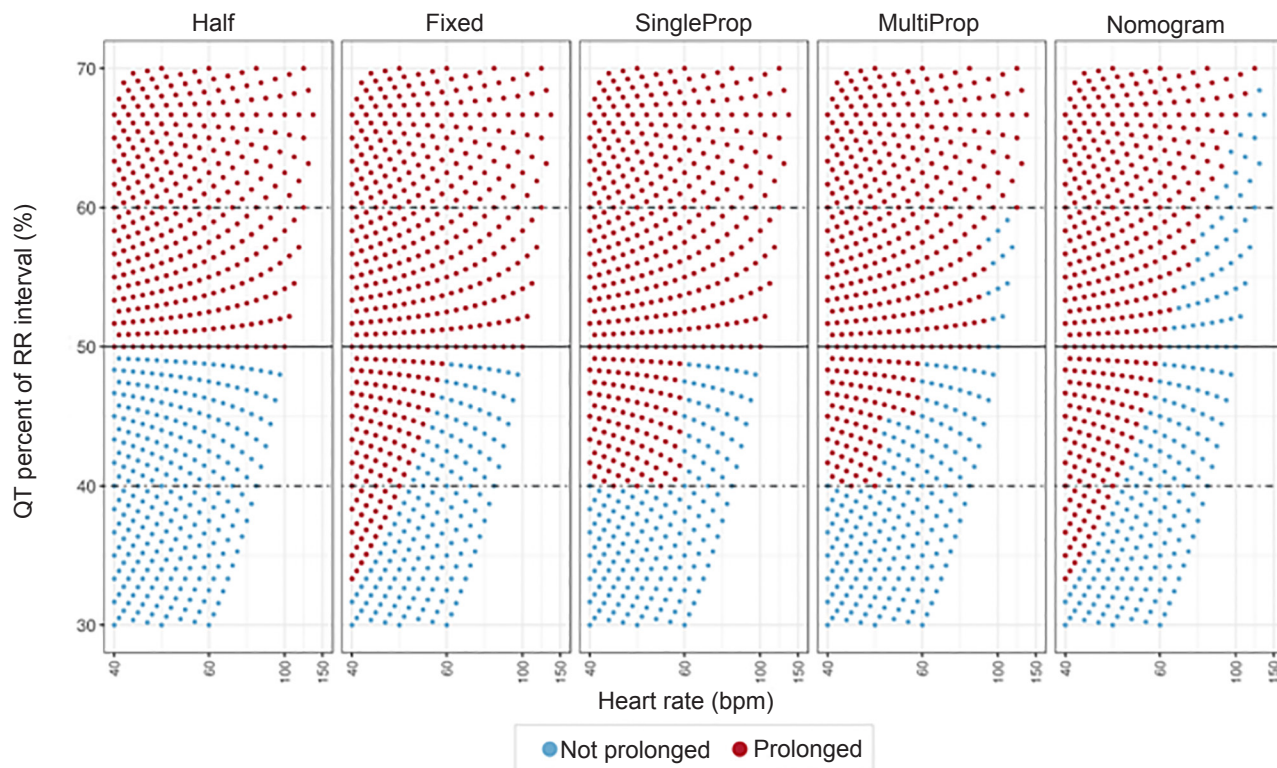 Half Fixed SingleProp MultiProp Nomogram
QT percent of RR interval (%)
70
60
50
40
30
40 60 100 150 40 60 100 150 40 60 100 150 40 60 100 150 40 60 100 150
Heart rate (bpm)
Not prolonged Prolonged